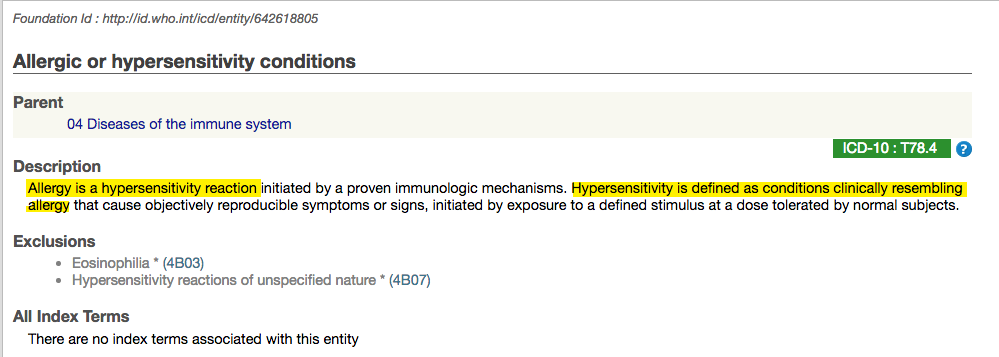 Foundation Id : http://id.who.int/icd/entity/642618805
Allergic or hypersensitivity conditions
Parent
04 Diseases of the immune system
ICD-10 : T78.4 ?
Description
Allergy is a hypersensitivity reaction initiated by a proven immunologic mechanisms. Hypersensitivity is defined as conditions clinically resembling
allergy that cause objectively reproducible symptoms or signs, initiated by exposure to a defined stimulus at a dose tolerated by normal subjects.
Exclusions
• Eosinophilia * (4B03)
• Hypersensitivity reactions of unspecified nature * (4B07)
All Index Terms
There are no index terms associated with this entity